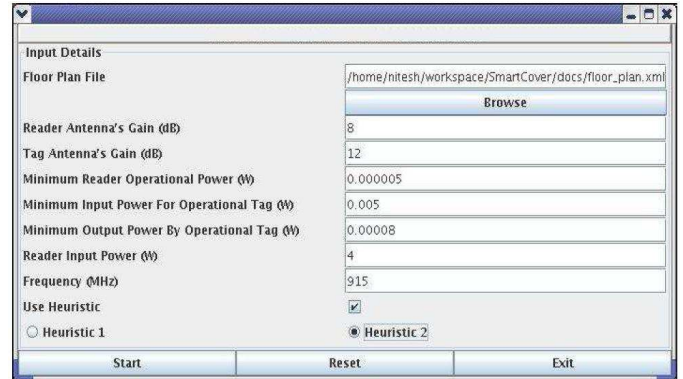 Input Details
Floor Plan File /home/nitesh/workspace/SmartCover/docs/floor_plan.xml
Browse
Reader Antenna's Gain (dB) 8
Tag Antenna's Gain (dB) 12
Minimum Reader Operational Power (W) 0.000005
Minimum Input Power For Operational Tag (W) 0.005
Minimum Output Power By Operational Tag (W) 0.00008
Reader Input Power (W) 4
Frequency (MHz) 915
Use Heuristic
Heuristic 1 Heuristic 2
Start Reset Exit